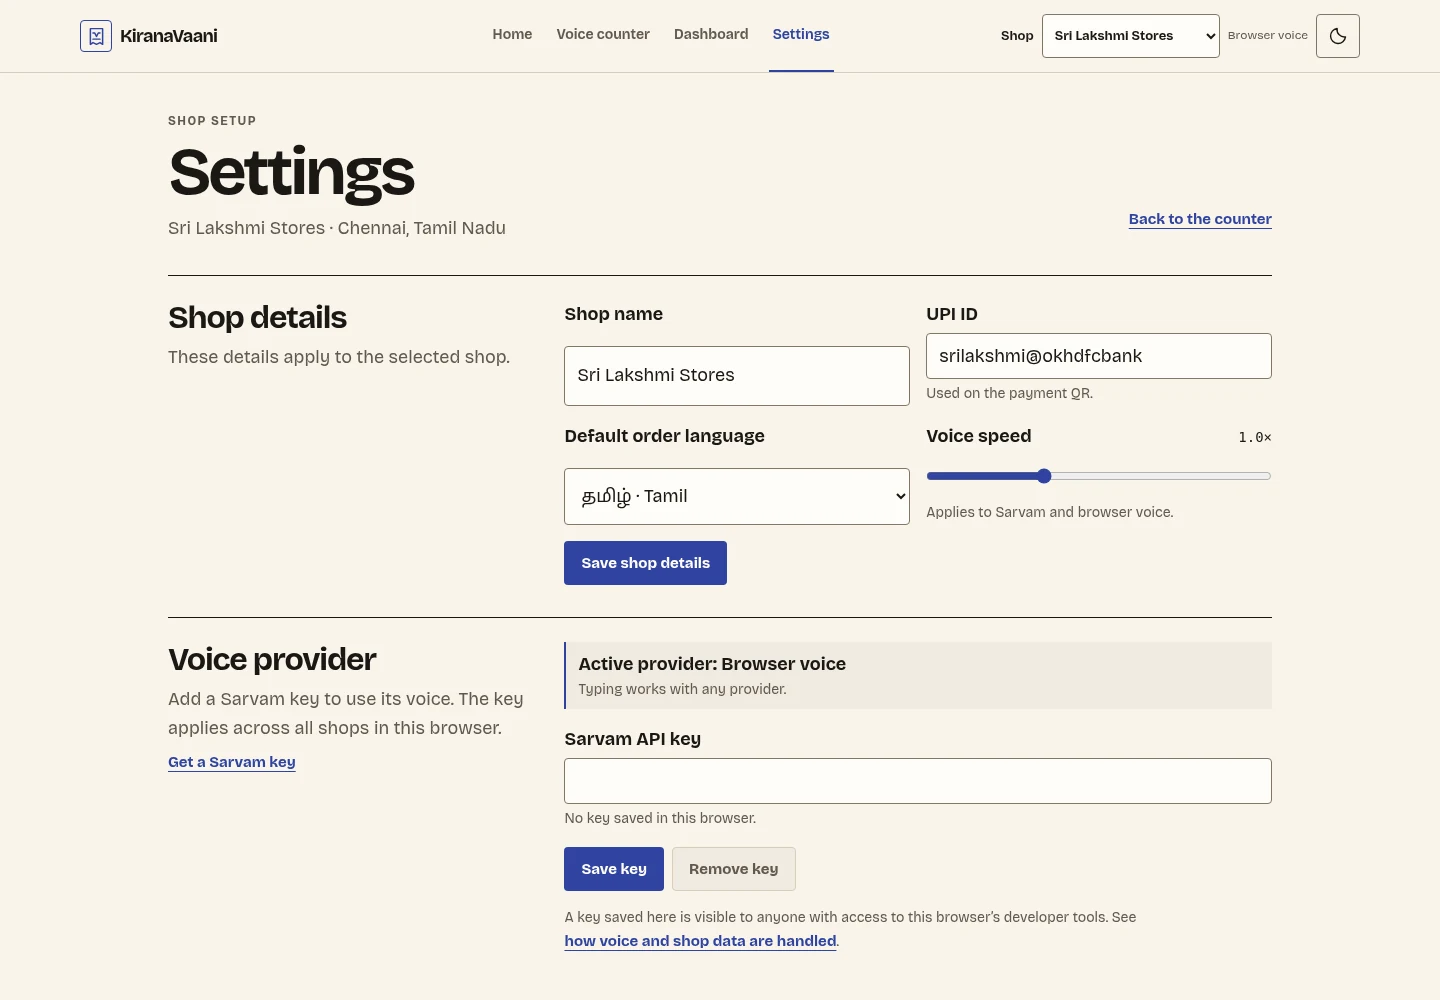 KiranaVaani
Home
Voice counter
Dashboard
Settings
Shop
Sri Lakshmi Stores
Browser voice
SHOP SETUP
Settings
Sri Lakshmi Stores · Chennai, Tamil Nadu
Back to the counter
Shop details
These details apply to the selected shop.
Shop name
Sri Lakshmi Stores
UPI ID
srilakshmi@okhdfcbank
Used on the payment QR.
Default order language
தமிழ் · Tamil
Voice speed
1.0×
Applies to Sarvam and browser voice.
Save shop details
Voice provider
Add a Sarvam key to use its voice. The key
applies across all shops in this browser.
Get a Sarvam key
Active provider: Browser voice
Typing works with any provider.
Sarvam API key
No key saved in this browser.
Save key
Remove key
A key saved here is visible to anyone with access to this browser’s developer tools. See
how voice and shop data are handled.